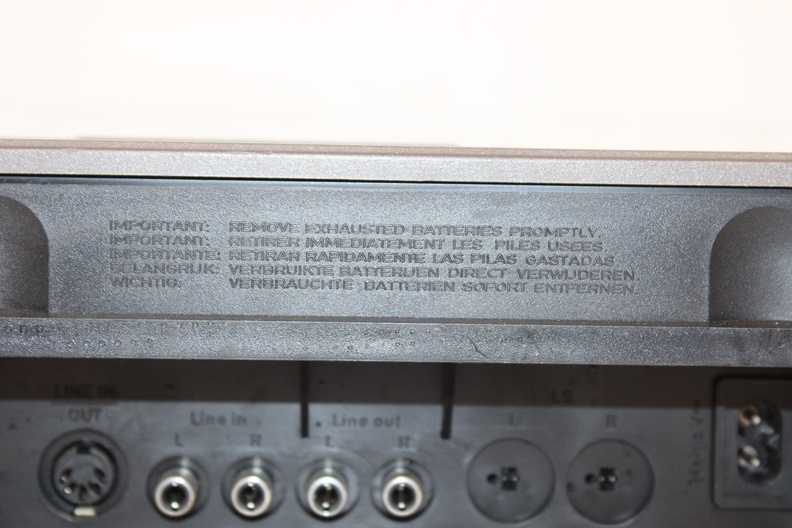 IMPORTANT: REMOVE EXHAUSTED BATTERIES PROMPTLY.
IMPORTANT: RETIRER IMMEDIATEMENT LES PILES USEES.
IMPORTANTE: RETIRAR RAPIDAMENTE LAS PILAS GASTADAS.
BELANGRIJK: VERBRUIKTE BATTERIJEN DIRECT VERWIJDEREN
WICHTIG: VERBRAUCHTE BATTERIEN SOFORT ENTFERNEN.
LINE IN
OUT
Line in
L R
Line out
L R
LS
L R
Mains V~